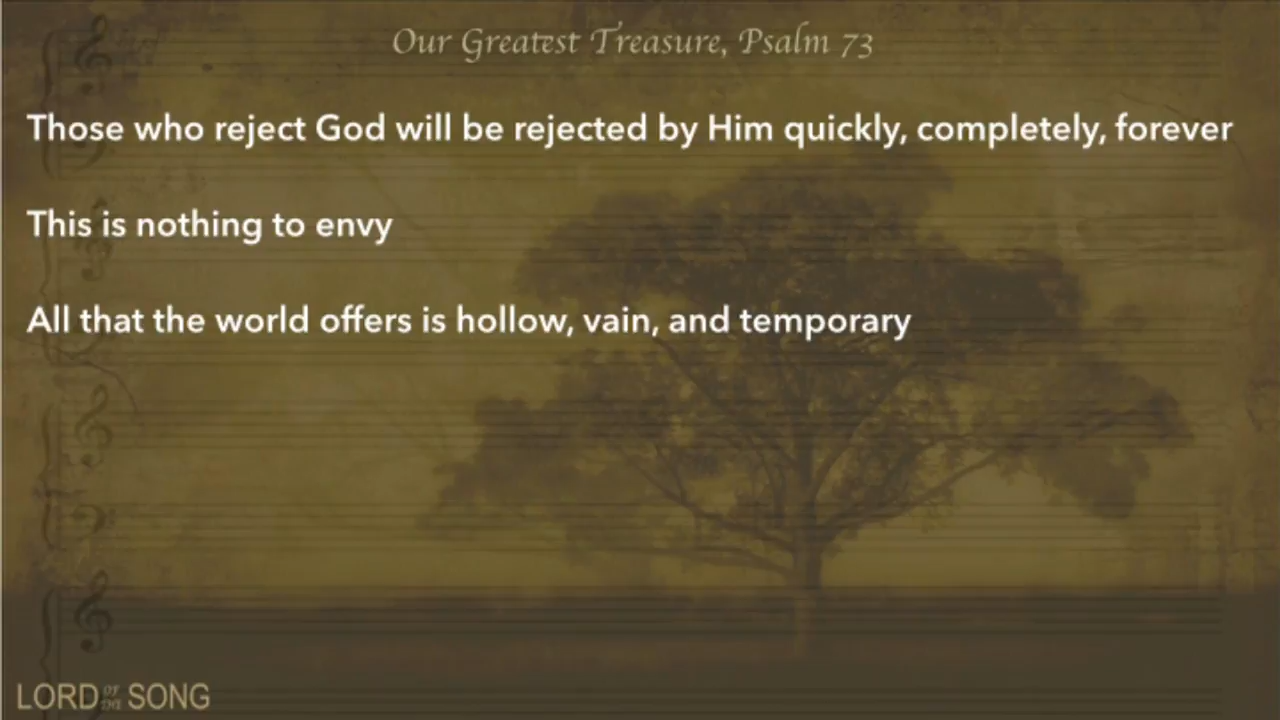 Our Greatest Treasure, Psalm 73
Those who reject God will be rejected by Him quickly, completely, forever
This is nothing to envy
All that the world offers is hollow, vain, and temporary
LORD OF THE SONG